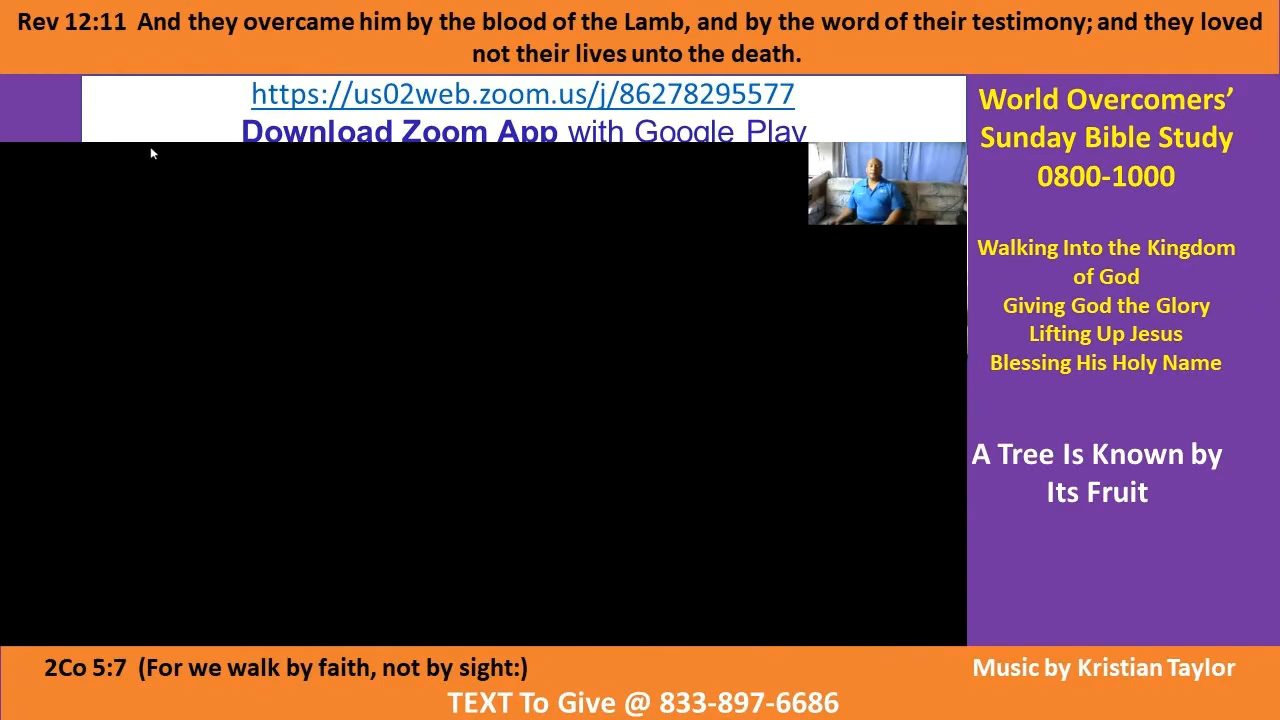 Rev 12:11  And they overcame him by the blood of the Lamb, and by the word of their testimony; and they loved
not their lives unto the death.
https://us02web.zoom.us/j/86278295577
Download Zoom App with Google Play
World Overcomers’
Sunday Bible Study
0800-1000
Walking Into the Kingdom
of God
Giving God the Glory
Lifting Up Jesus
Blessing His Holy Name
A Tree Is Known by
Its Fruit
2Co 5:7  (For we walk by faith, not by sight:)
Music by Kristian Taylor
TEXT To Give @ 833-897-6686